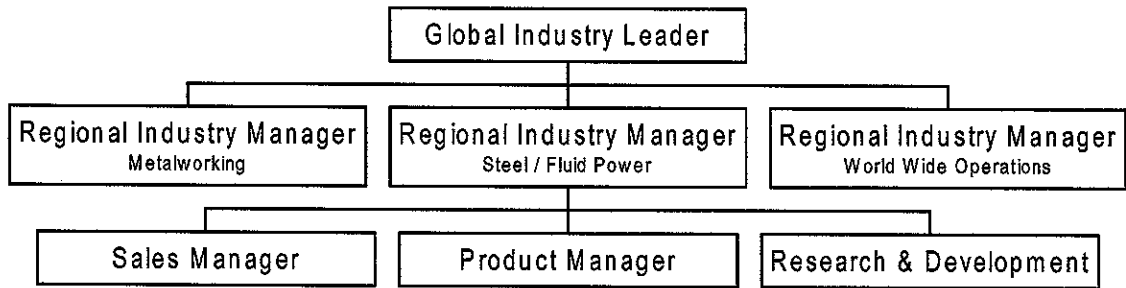 Global Industry Leader
Regional Industry Manager
Metalworking
Regional Industry Manager
Steel / Fluid Power
Regional Industry Manager
World Wide Operations
Sales Manager
Product Manager
Research & Development